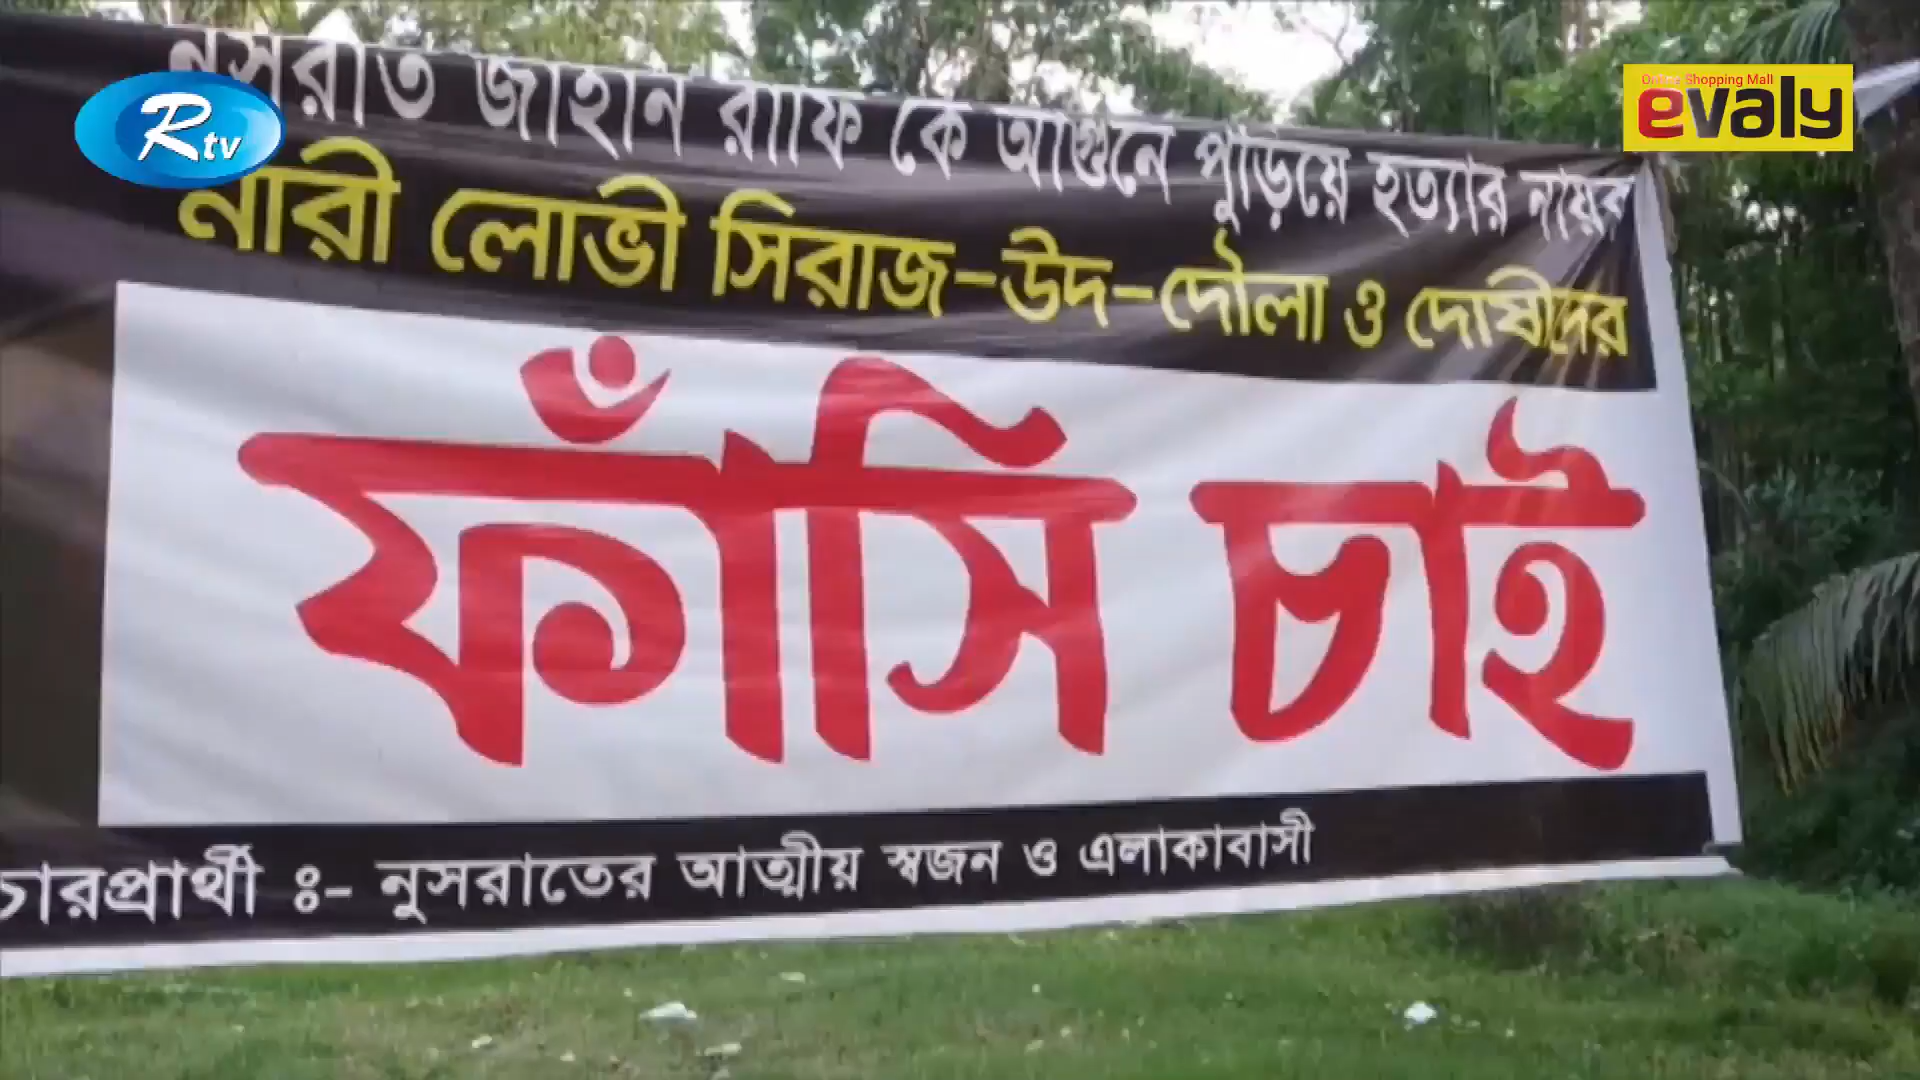 নুসরাত জাহান রাফি কে আগুনে পুড়িয়ে হত্যার নায়ক
নারী লোভী সিরাজ-উদ-দৌলা ও দোষীদের
ফাঁসি চাই
চারপ্রার্থী ঃ- নুসরাতের আত্মীয় স্বজন ও এলাকাবাসী
Rtv
Online Shopping Mall
evaly